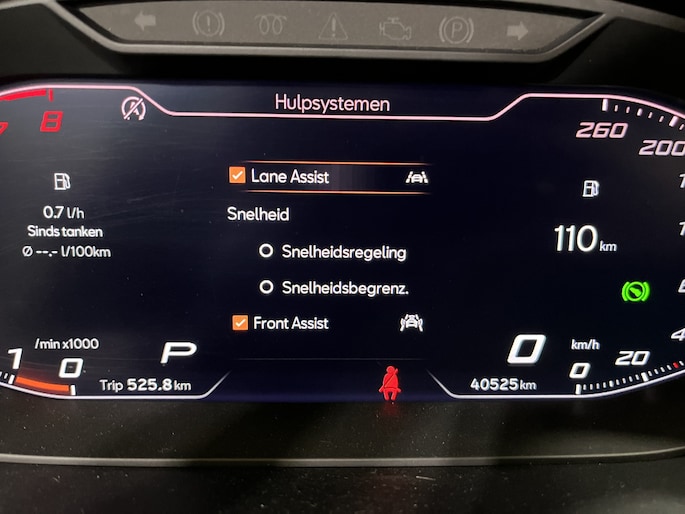 Hulpsystemen
8
260
200
Lane Assist
0.7 l/h
Sinds tanken
Ø --,- l/100km
Snelheid
Snelheidsregeling
Snelheidsbegrenz.
Front Assist
110 km
/min x1000
1
0
P
Trip 525.8 km
0 km/h
0
20
40525 km